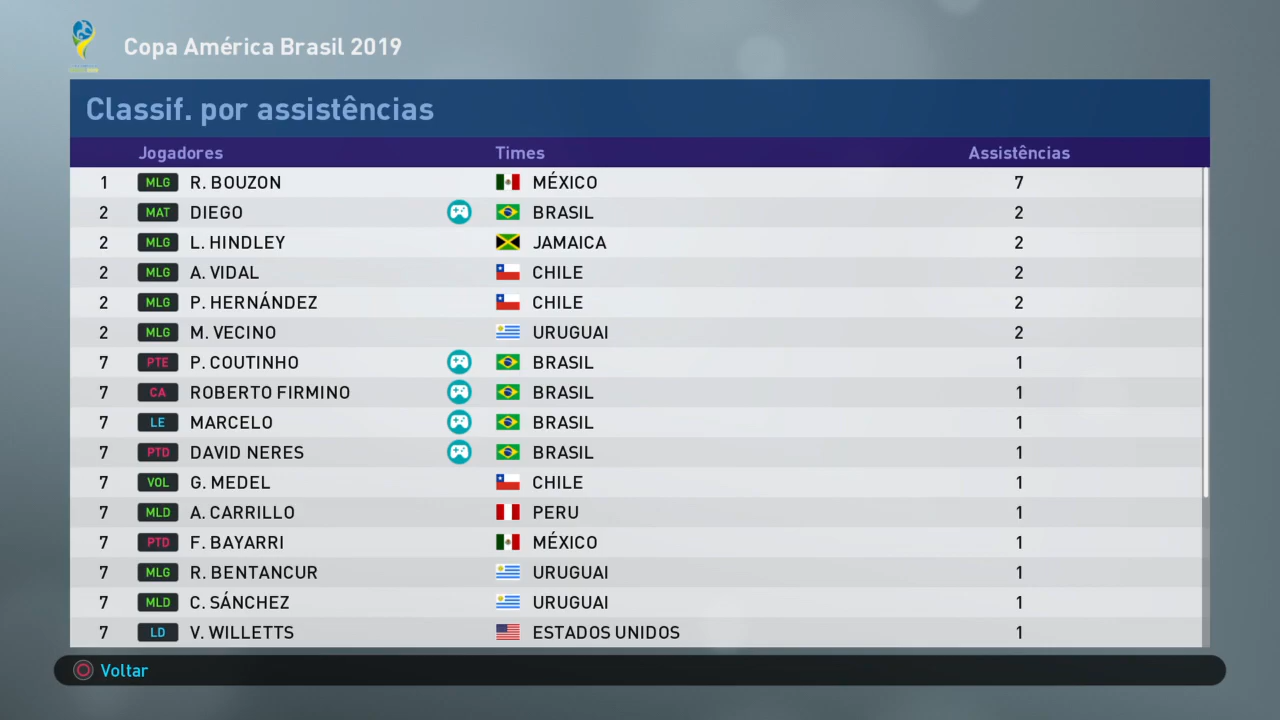 Copa América Brasil 2019
Classif. por assistências
Jogadores Times Assistências
1 MLG R. BOUZON MÉXICO 7
2 MAT DIEGO BRASIL 2
2 MLG L. HINDLEY JAMAICA 2
2 MLG A. VIDAL CHILE 2
2 MLG P. HERNÁNDEZ CHILE 2
2 MLG M. VECINO URUGUAI 2
7 PTE P. COUTINHO BRASIL 1
7 CA ROBERTO FIRMINO BRASIL 1
7 LE MARCELO BRASIL 1
7 PTD DAVID NERES BRASIL 1
7 VOL G. MEDEL CHILE 1
7 MLD A. CARRILLO PERU 1
7 PTD F. BAYARRI MÉXICO 1
7 MLG R. BENTANCUR URUGUAI 1
7 MLD C. SÁNCHEZ URUGUAI 1
7 LD V. WILLETTS ESTADOS UNIDOS 1
Voltar